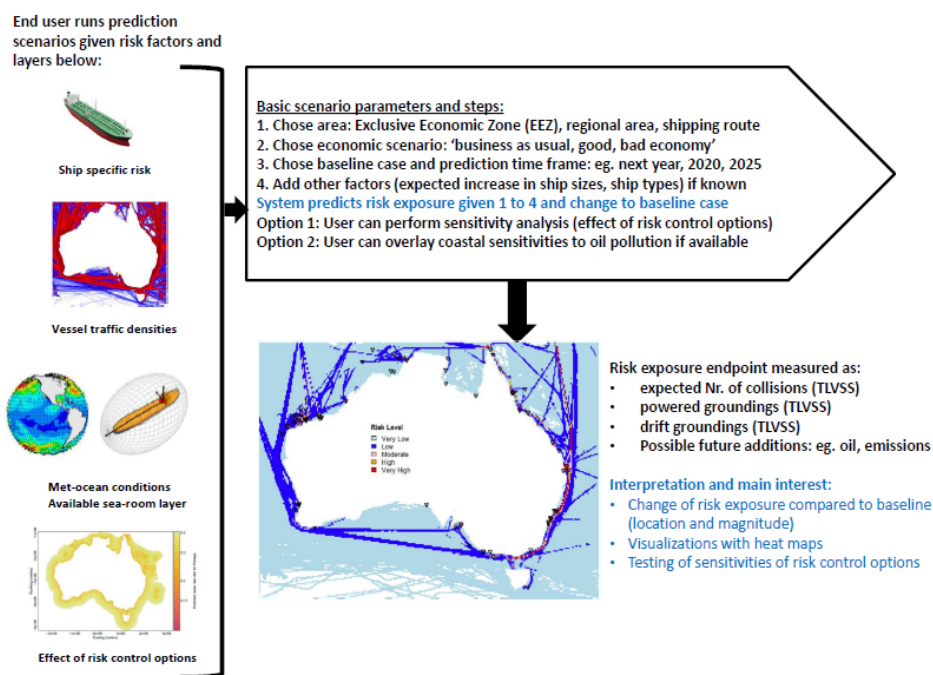 End user runs prediction
scenarios given risk factors and
layers below:
Ship specific risk
Vessel traffic densities
Met-ocean conditions
Available sea-room layer
Effect of risk control options
Basic scenario parameters and steps:
1. Chose area: Exclusive Economic Zone (EEZ), regional area, shipping route
2. Chose economic scenario: ‘business as usual, good, bad economy’
3. Chose baseline case and prediction time frame: eg. next year, 2020, 2025
4. Add other factors (expected increase in ship sizes, ship types) if known
System predicts risk exposure given 1 to 4 and change to baseline case
Option 1: User can perform sensitivity analysis (effect of risk control options)
Option 2: User can overlay coastal sensitivities to oil pollution if available
Risk Level
Very Low
Low
Moderate
High
Very High
Risk exposure endpoint measured as:
• expected Nr. of collisions (TLVSS)
• powered groundings (TLVSS)
• drift groundings (TLVSS)
• Possible future additions: eg. oil, emissions
Interpretation and main interest:
• Change of risk exposure compared to baseline
(location and magnitude)
• Visualizations with heat maps
• Testing of sensitivities of risk control options